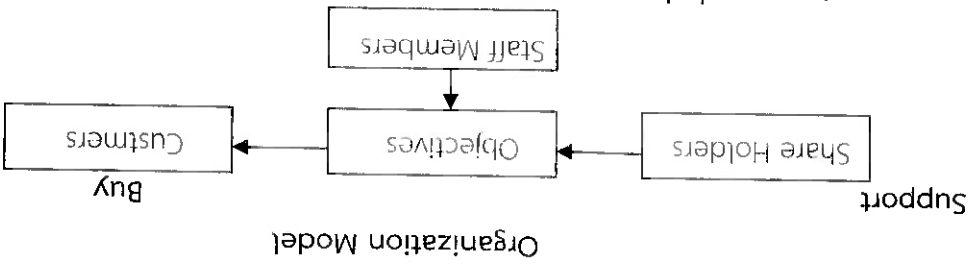 Organization Model
Support
Buy
Share Holders
Objectives
Custmers
Staff Members